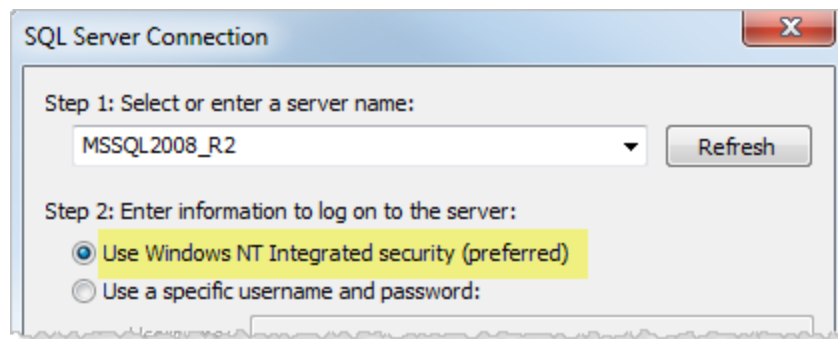 SQL Server Connection
Step 1: Select or enter a server name:
MSSQL2008_R2
Refresh
Step 2: Enter information to log on to the server:
Use Windows NT Integrated security (preferred)
Use a specific username and password: